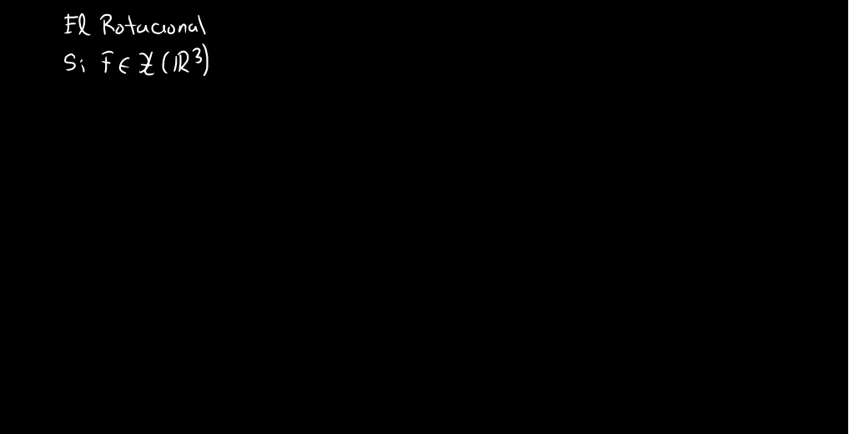 El Rotacional
Si F̄ ∈ 𝔛(ℝ³)